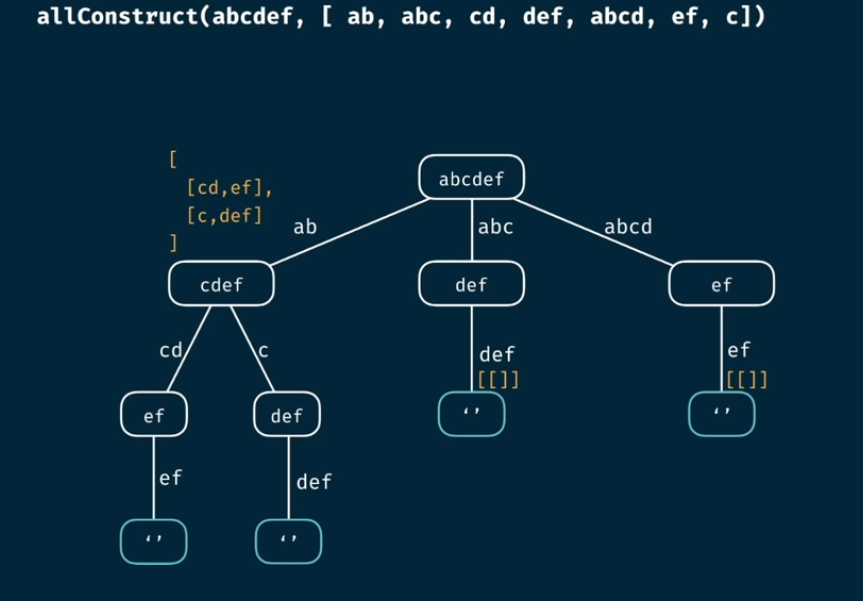 allConstruct(abcdef, [ ab, abc, cd, def, abcd, ef, c])
[
[cd,ef],
[c,def]
]
abcdef
ab
abc
abcd
cdef
def
ef
cd
c
def
ef
[[]]
[[]]
ef
def
‘’
‘’
ef
def
‘’
‘’